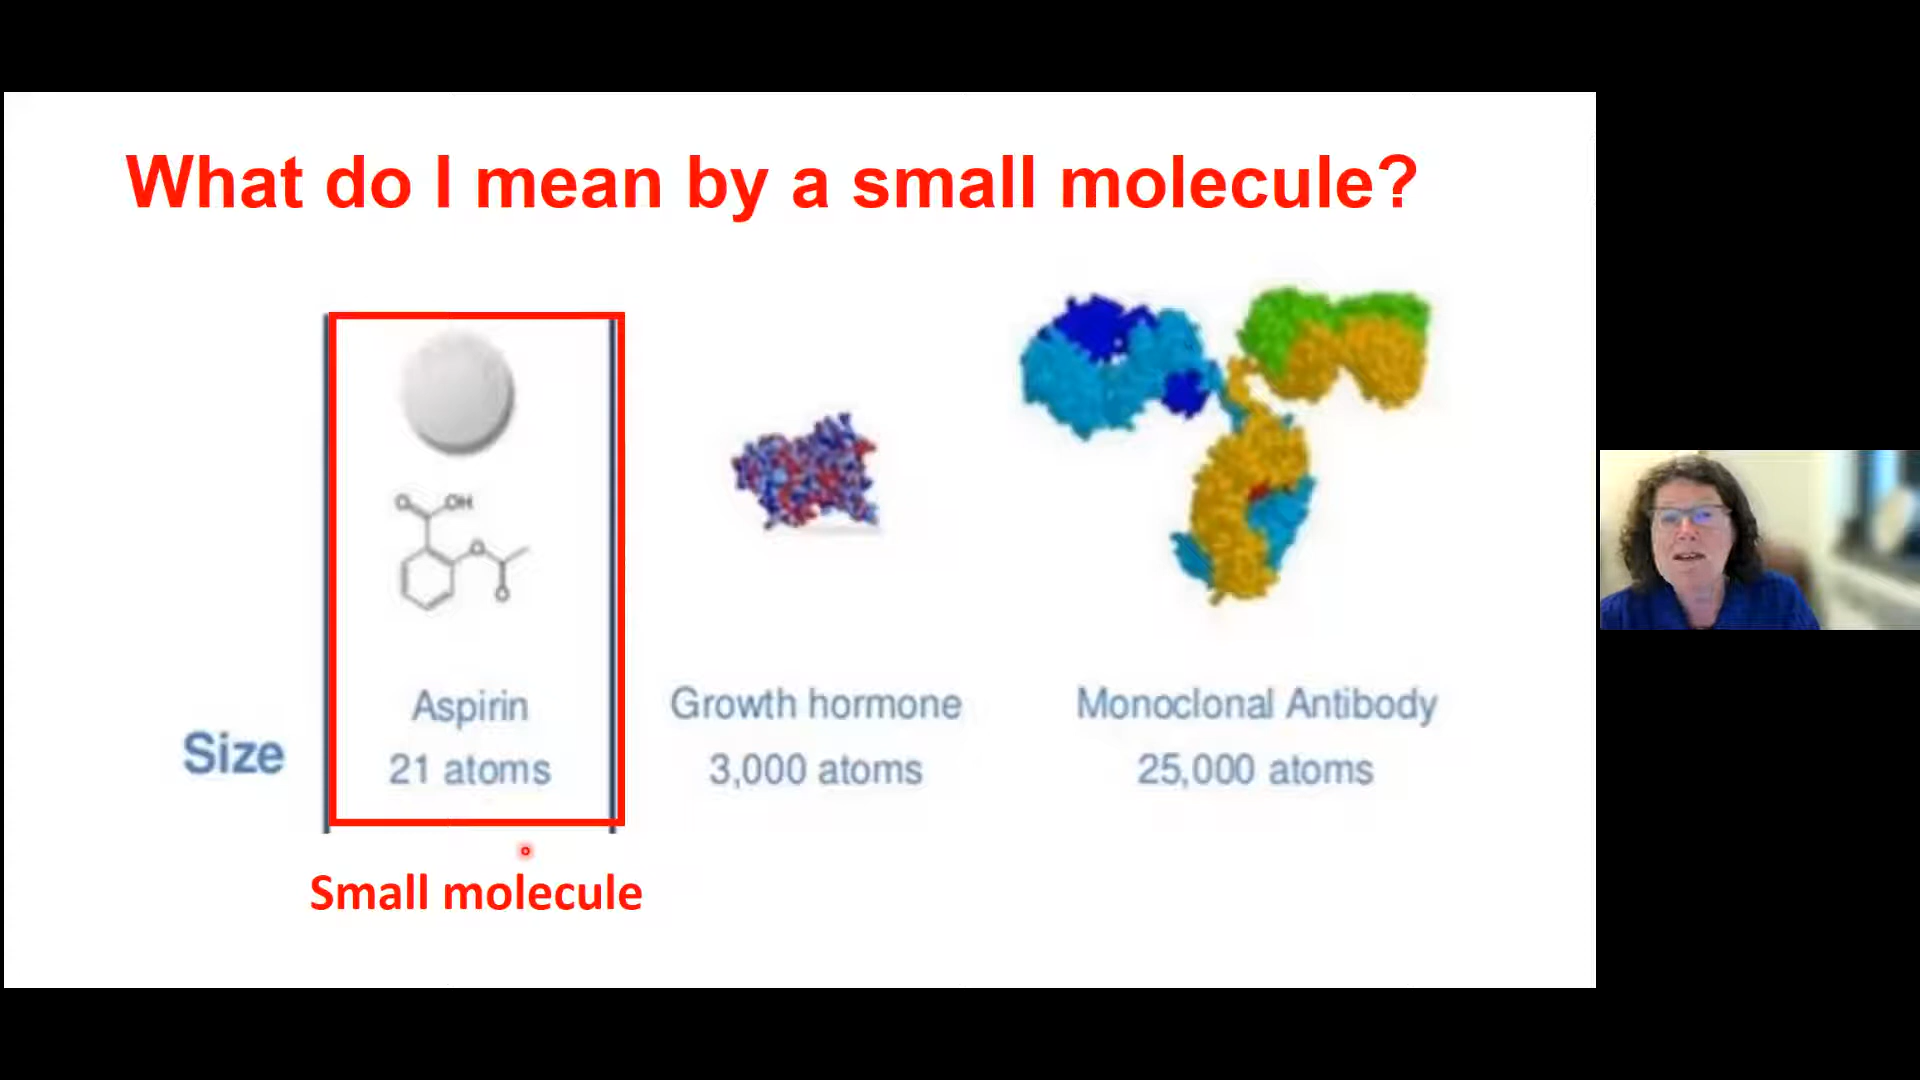 What do I mean by a small molecule?
O OH
O
O
Aspirin Growth hormone Monoclonal Antibody
Size
21 atoms 3,000 atoms 25,000 atoms
Small molecule